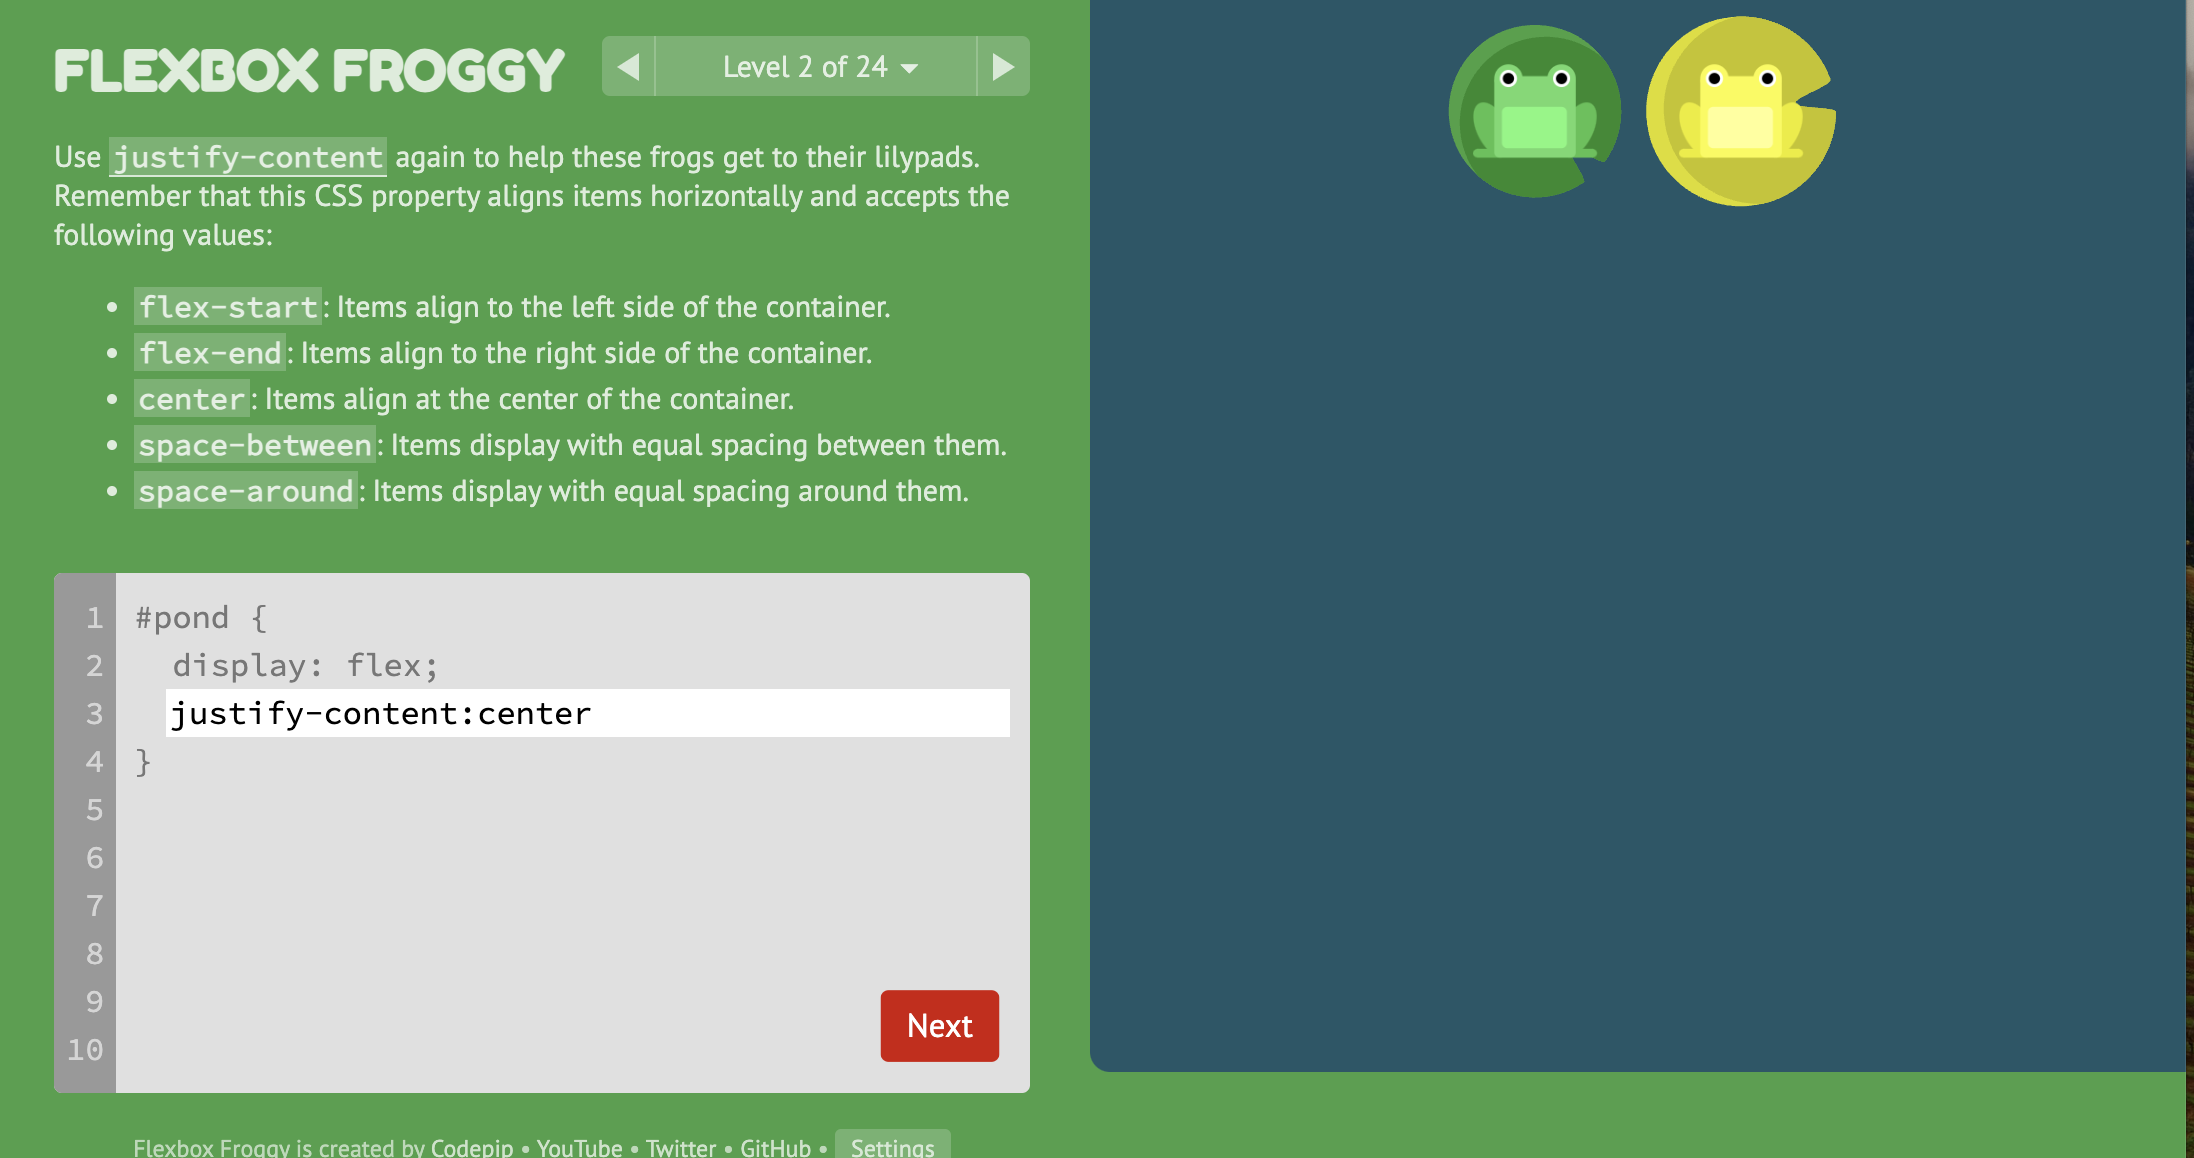 FLEXBOX FROGGY
Level 2 of 24
Use justify-content again to help these frogs get to their lilypads.
Remember that this CSS property aligns items horizontally and accepts the
following values:
• flex-start: Items align to the left side of the container.
• flex-end: Items align to the right side of the container.
• center: Items align at the center of the container.
• space-between: Items display with equal spacing between them.
• space-around: Items display with equal spacing around them.
1 #pond {
2 display: flex;
3 justify-content:center
4 }
5
6
7
8
9
10
Next
Flexbox Froggy is created by Codepip • YouTube • Twitter • GitHub • Settings